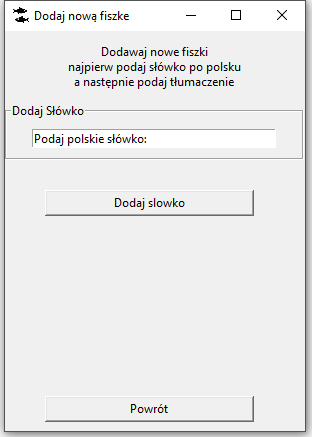 Dodaj nową fiszke
Dodawaj nowe fiszki
najpierw podaj słówko po polsku
a następnie podaj tłumaczenie
Dodaj Słówko
Podaj polskie słówko:
Dodaj slowko
Powrót